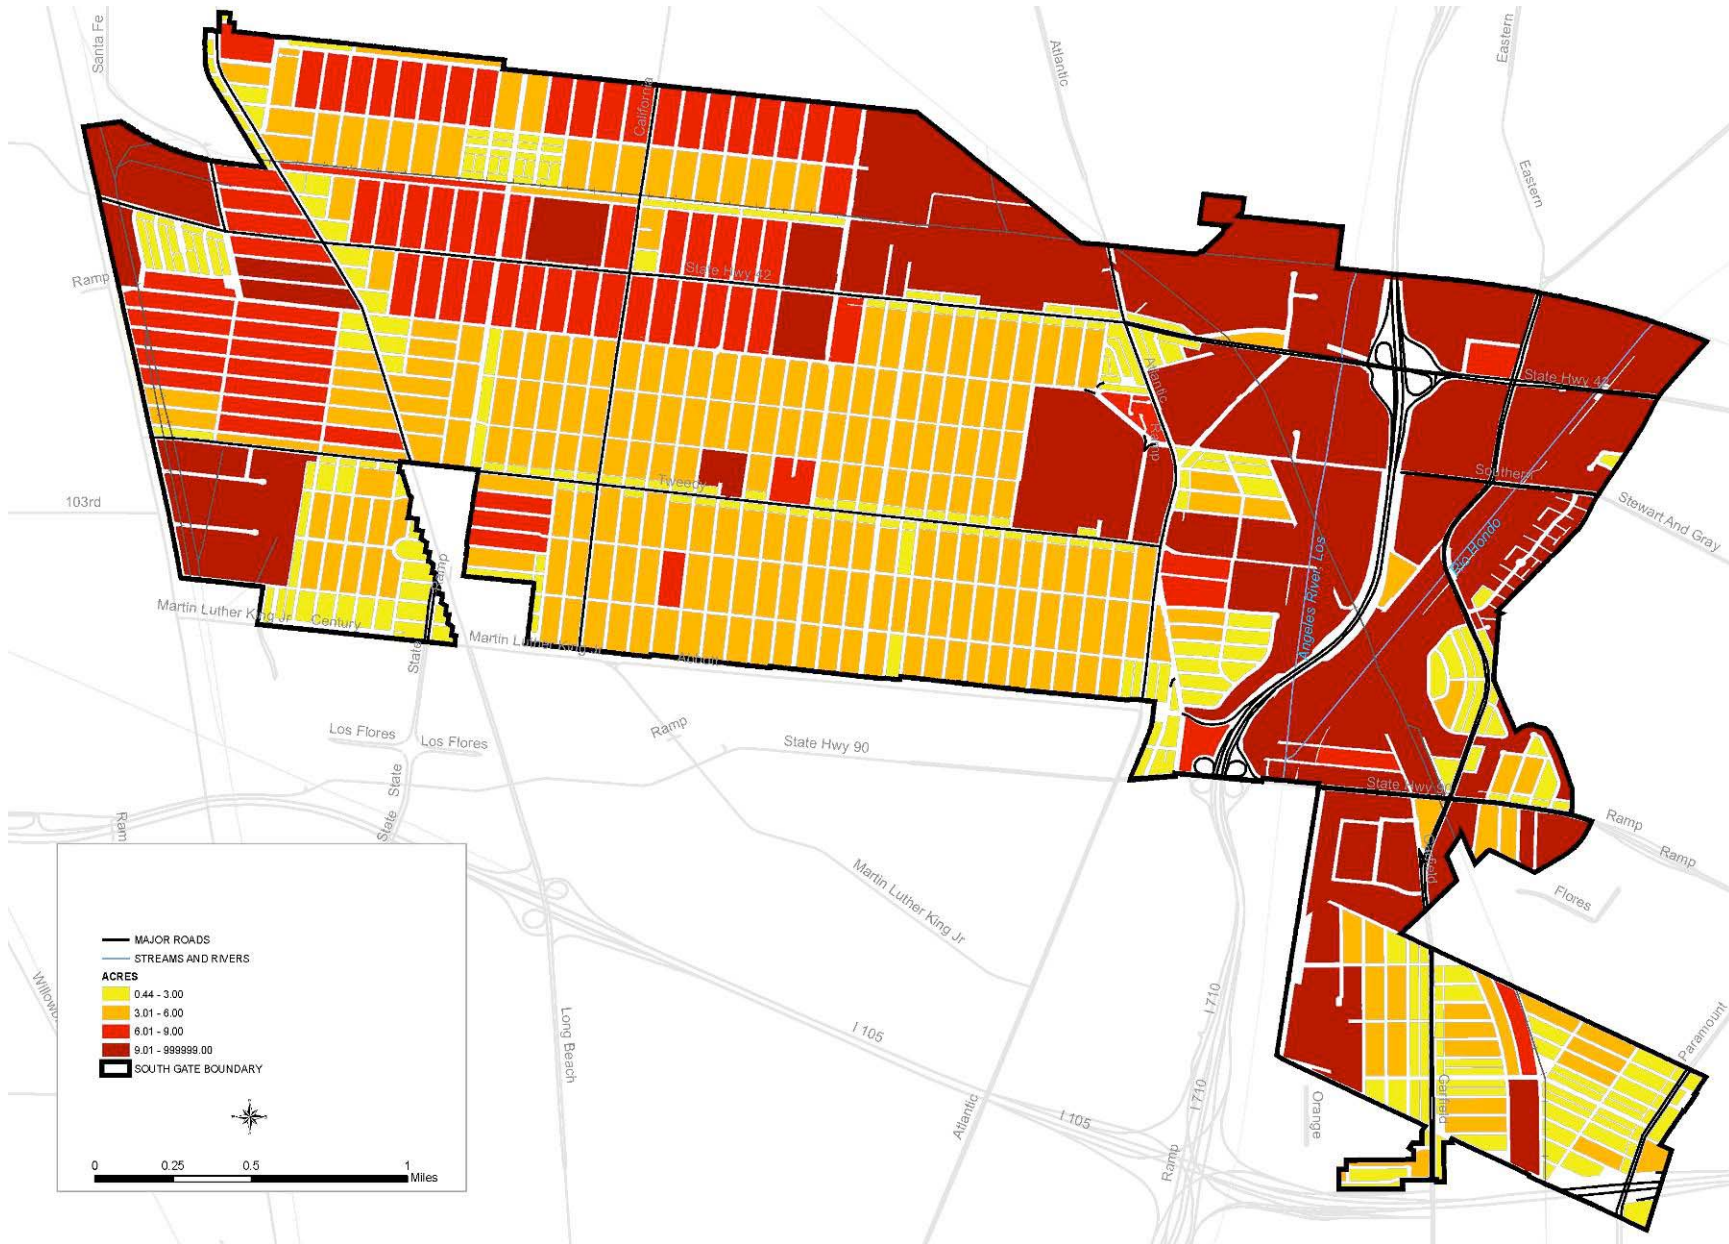 Santa Fe
Atlantic
Eastern
California
Eastern
Ramp
State Hwy 42
Atlantic
State Hwy 42
Ramp
Southern
Tweedy
103rd
Stewart And Gray
Rio Hondo
Los
Angeles River
Ramp
Martin Luther King Jr
Century
Martin Luther King Jr
Abbott
State
Ramp
Los Flores
Los Flores
State Hwy 90
State
State Hwy 90
State
Ram
Ramp
Ramp
Garfield
Martin Luther King Jr
Flores
MAJOR ROADS
STREAMS AND RIVERS
ACRES
0.44 - 3.00
3.01 - 6.00
6.01 - 9.00
9.01 - 999999.00
SOUTH GATE BOUNDARY
0 0.25 0.5 1
Miles
Long Beach
I 105
I 710
Paramount
Atlantic
I 105
I 710
Orange
Garfield
Ramp